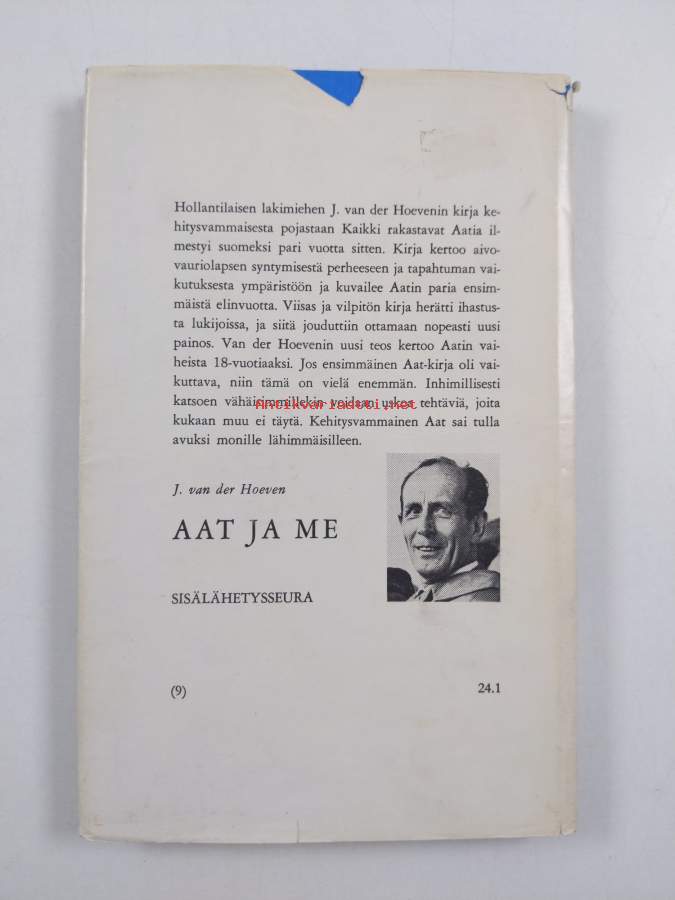 Hollantilaisen lakimiehen J. van der Hoevenin kirja ke-
hitysvammaisesta pojastaan Kaikki rakastavat Aatia il-
mestyi suomeksi pari vuotta sitten. Kirja kertoo aivo-
vauriolapsen syntymisestä perheeseen ja tapahtuman vai-
kutuksesta ympäristöön ja kuvailee Aatin paria ensim-
mäistä elinvuotta. Viisas ja vilpitön kirja herätti ihastus-
ta lukijoissa, ja siitä jouduttiin ottamaan nopeasti uusi
painos. Van der Hoevenin uusi teos kertoo Aatin vai-
heista 18-vuotiaaksi. Jos ensimmäinen Aat-kirja oli vai-
kuttava, niin tämä on vielä enemmän. Inhimillisesti
katsoen vähäisimmillekin voidaan uskoa tehtäviä, joita
Antikvariaatti.net
kukaan muu ei täytä. Kehitysvammainen Aat sai tulla
avuksi monille lähimmäisilleen.
J. van der Hoeven
AAT JA ME
SISÄLÄHETYSSEURA
(9) 24.1